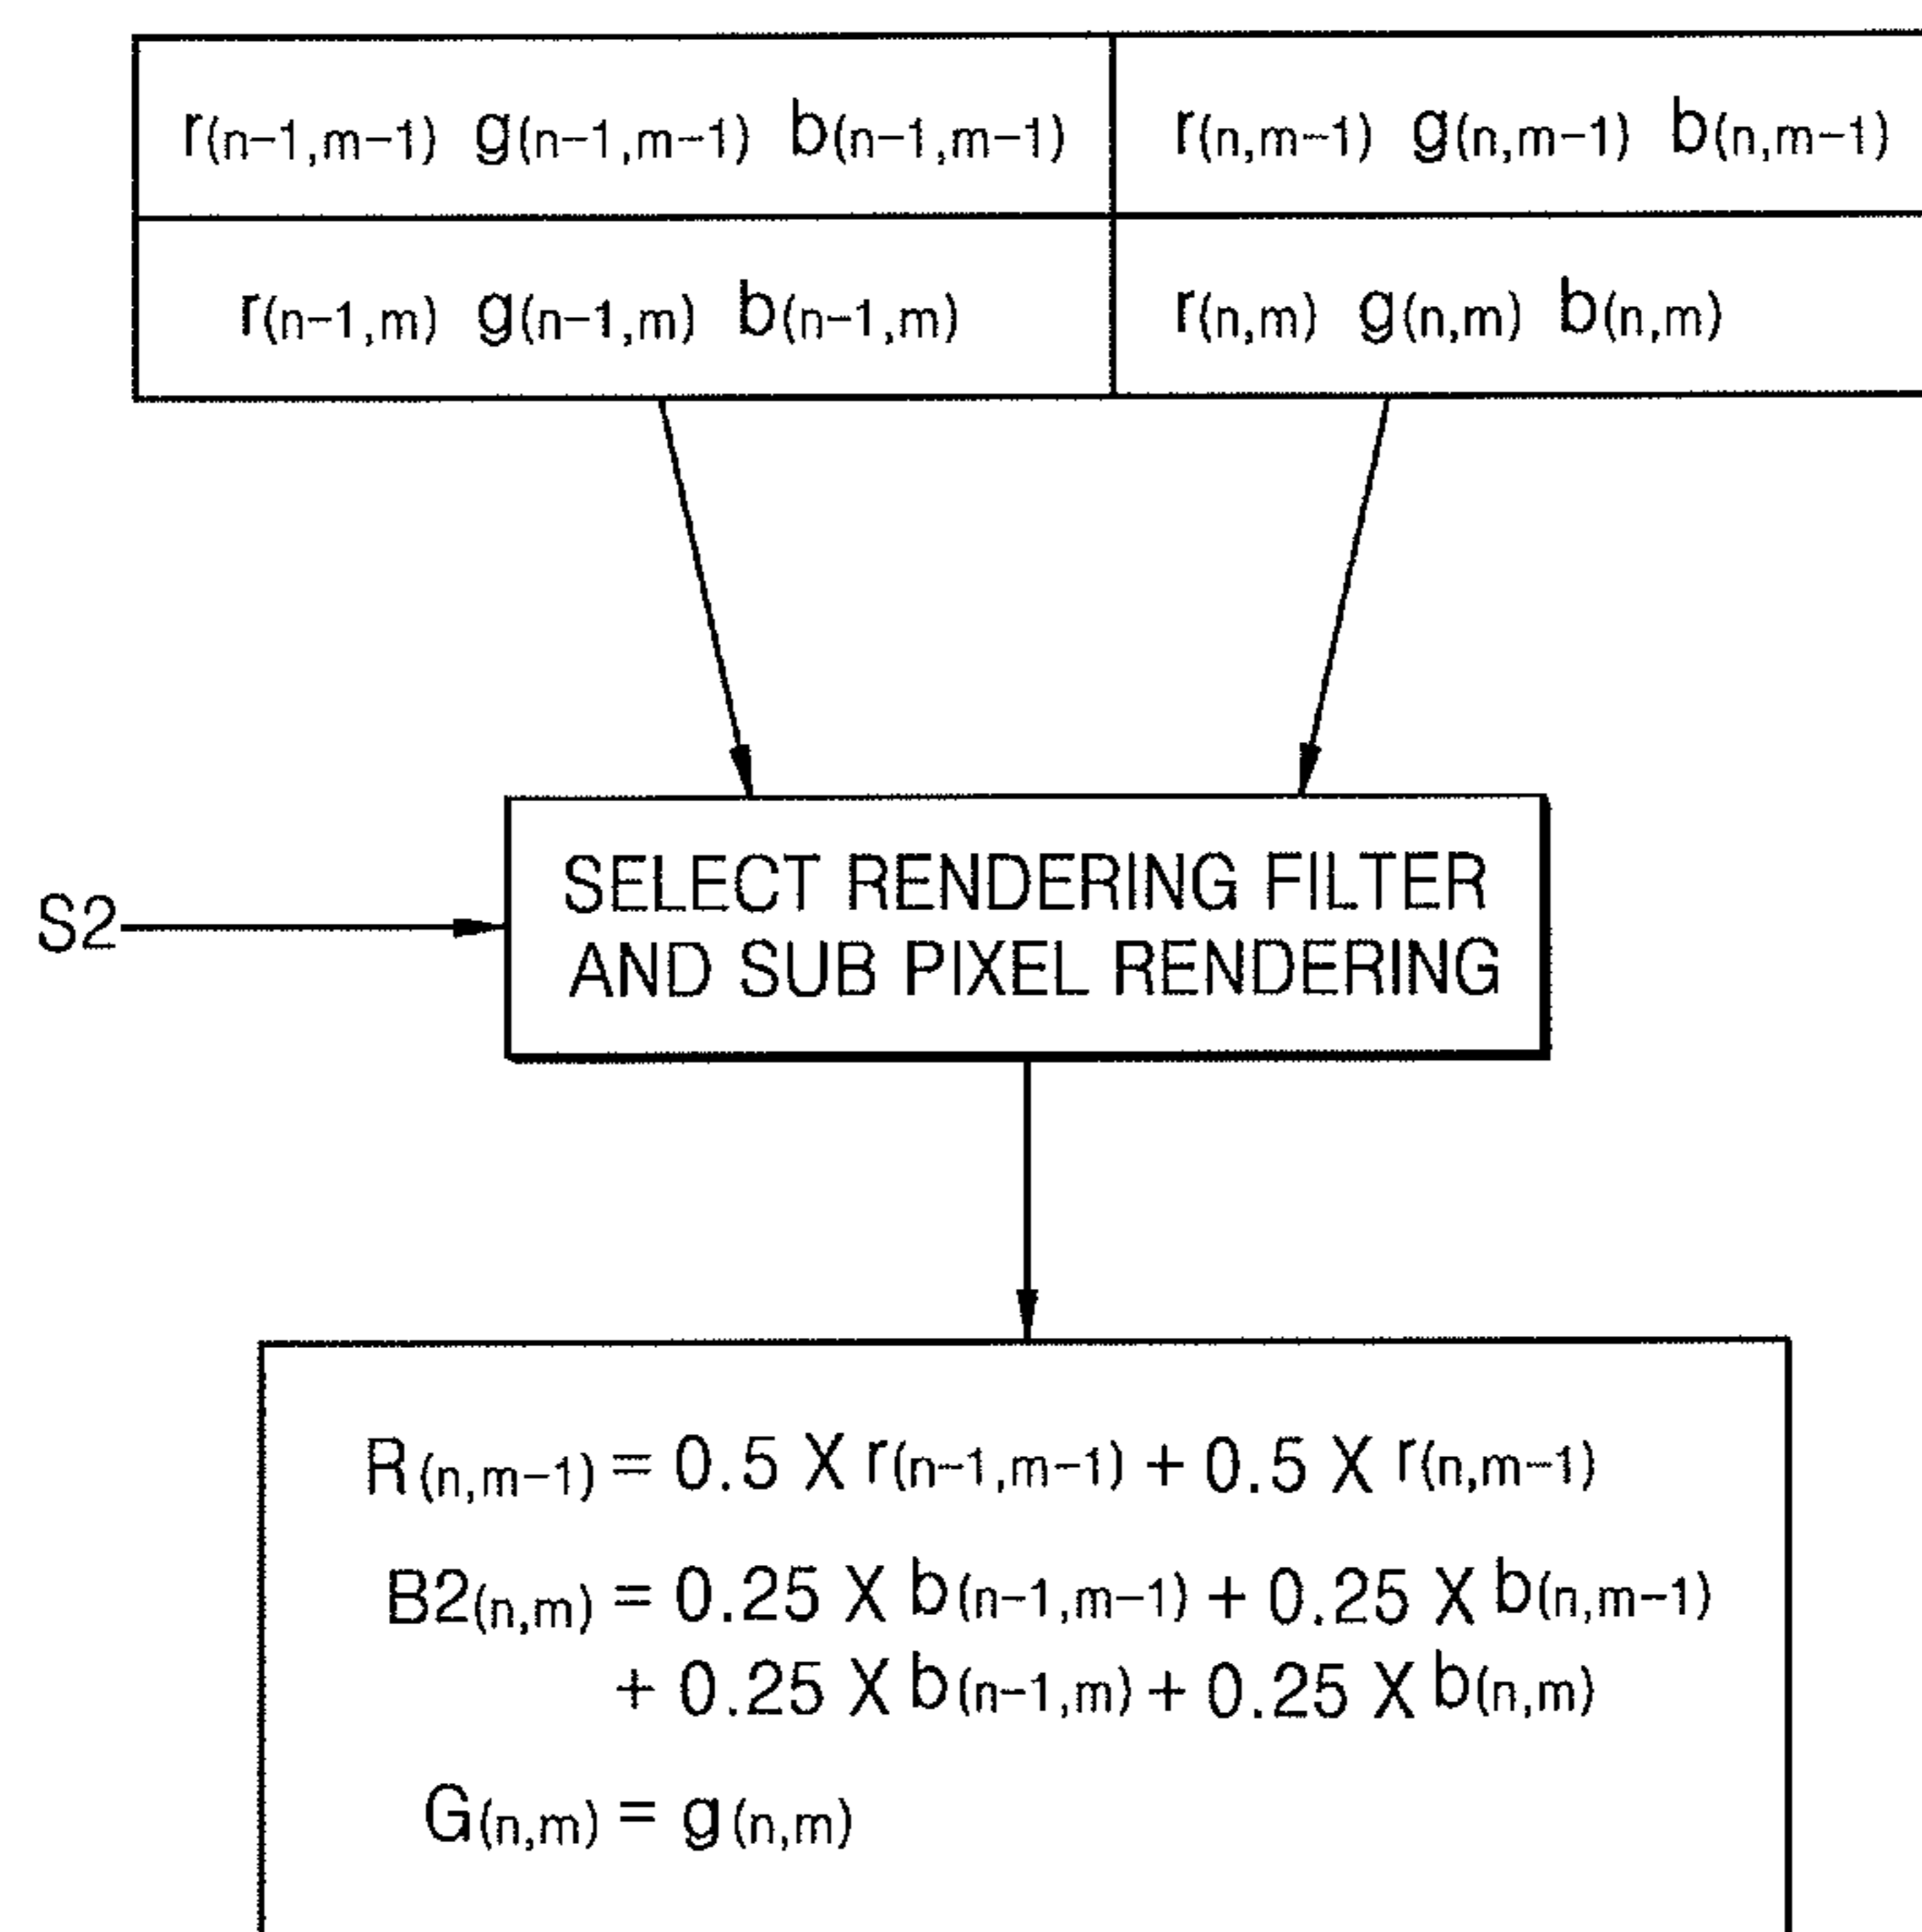 r(n-1,m-1) g(n-1,m-1) b(n-1,m-1) r(n,m-1) g(n,m-1) b(n,m-1)
r(n-1,m) g(n-1,m) b(n-1,m) r(n,m) g(n,m) b(n,m)
S2
SELECT RENDERING FILTER
AND SUB PIXEL RENDERING
R(n,m-1) = 0.5 X r(n-1,m-1) + 0.5 X r(n,m-1)
B2(n,m) = 0.25 X b(n-1,m-1) + 0.25 X b(n,m-1)
+ 0.25 X b(n-1,m) + 0.25 X b(n,m)
G(n,m) = g(n,m)